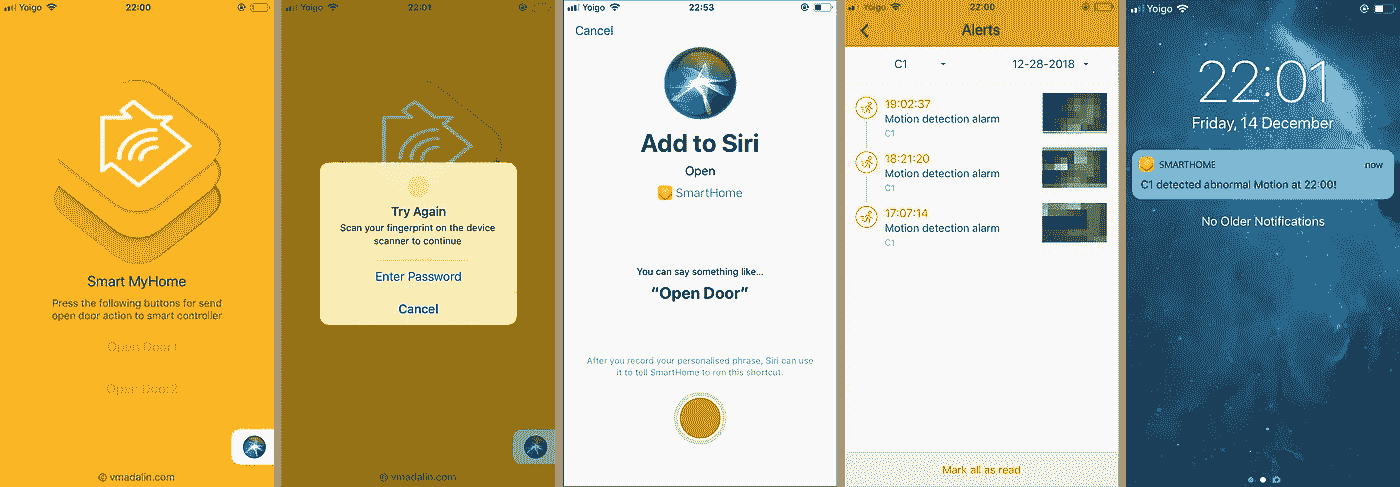 Yoigo
22:00
Smart MyHome
Press the following buttons for send
open door action to smart controller
Open Door1
Open Door2
© vmadalin.com
Yoigo
22:01
Try Again
Scan your fingerprint on the device
scanner to continue
Enter Password
Cancel
© vmadalin.com
Yoigo
22:53
Cancel
Add to Siri
Open
SmartHome
You can say something like...
“Open Door”
After you record your personalised phrase, Siri can use
it to tell SmartHome to run this shortcut.
Yoigo
22:00
Alerts
C1
12-28-2018
19:02:37
Motion detection alarm
C1
18:21:20
Motion detection alarm
C1
17:07:14
Motion detection alarm
C1
Mark all as read
Yoigo
22:01
Friday, 14 December
SMARTHOME
now
C1 detected abnormal Motion at 22:00!
No Older Notifications